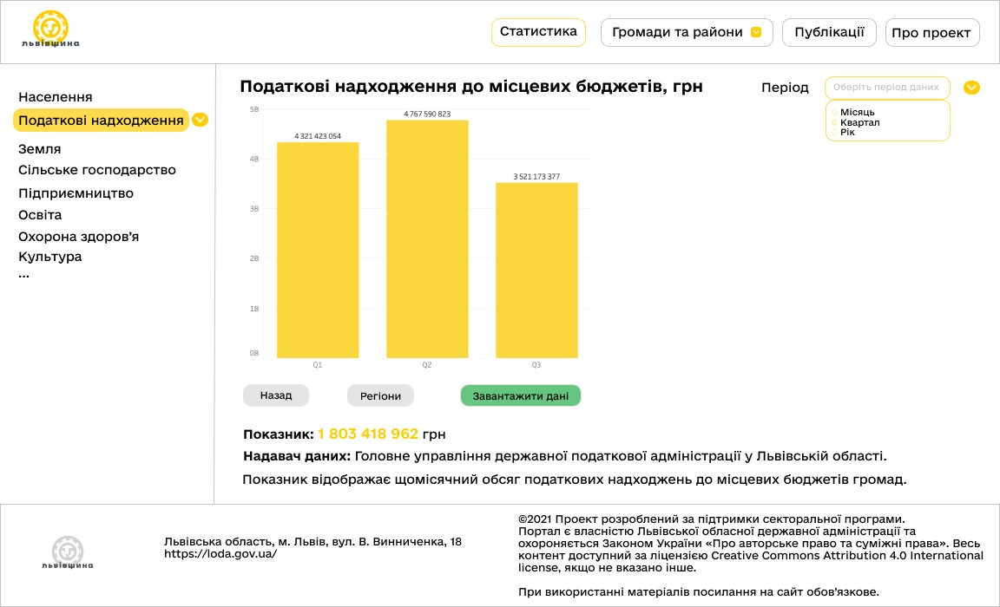 львівщина
Статистика
Громади та райони
Публікації
Про проект
Населення
Податкові надходження
Земля
Сільське господарство
Підприємництво
Освіта
Охорона здоров’я
Культура
...
Податкові надходження до місцевих бюджетів, грн
Період
Оберіть період даних
Місяць
Квартал
Рік
5B
4B
3B
2B
1B
0B
4 321 423 054
4 767 590 823
3 521 173 377
Q1
Q2
Q3
Назад
Регіони
Завантажити дані
Показник: 1 803 418 962 грн
Надавач даних: Головне управління державної податкової адміністрації у Львівській області.
Показник відображає щомісячний обсяг податкових надходжень до місцевих бюджетів громад.
львівщина
Львівська область, м. Львів, вул. В. Винниченка, 18
https://loda.gov.ua/
©2021 Проект розроблений за підтримки секторальної програми.
Портал є власністю Львівської обласної державної адміністрації та
охороняється Законом України «Про авторське право та суміжні права». Весь
контент доступний за ліцензією Creative Commons Attribution 4.0 International
license, якщо не вказано інше.
При використанні матеріалів посилання на сайт обов’язкове.